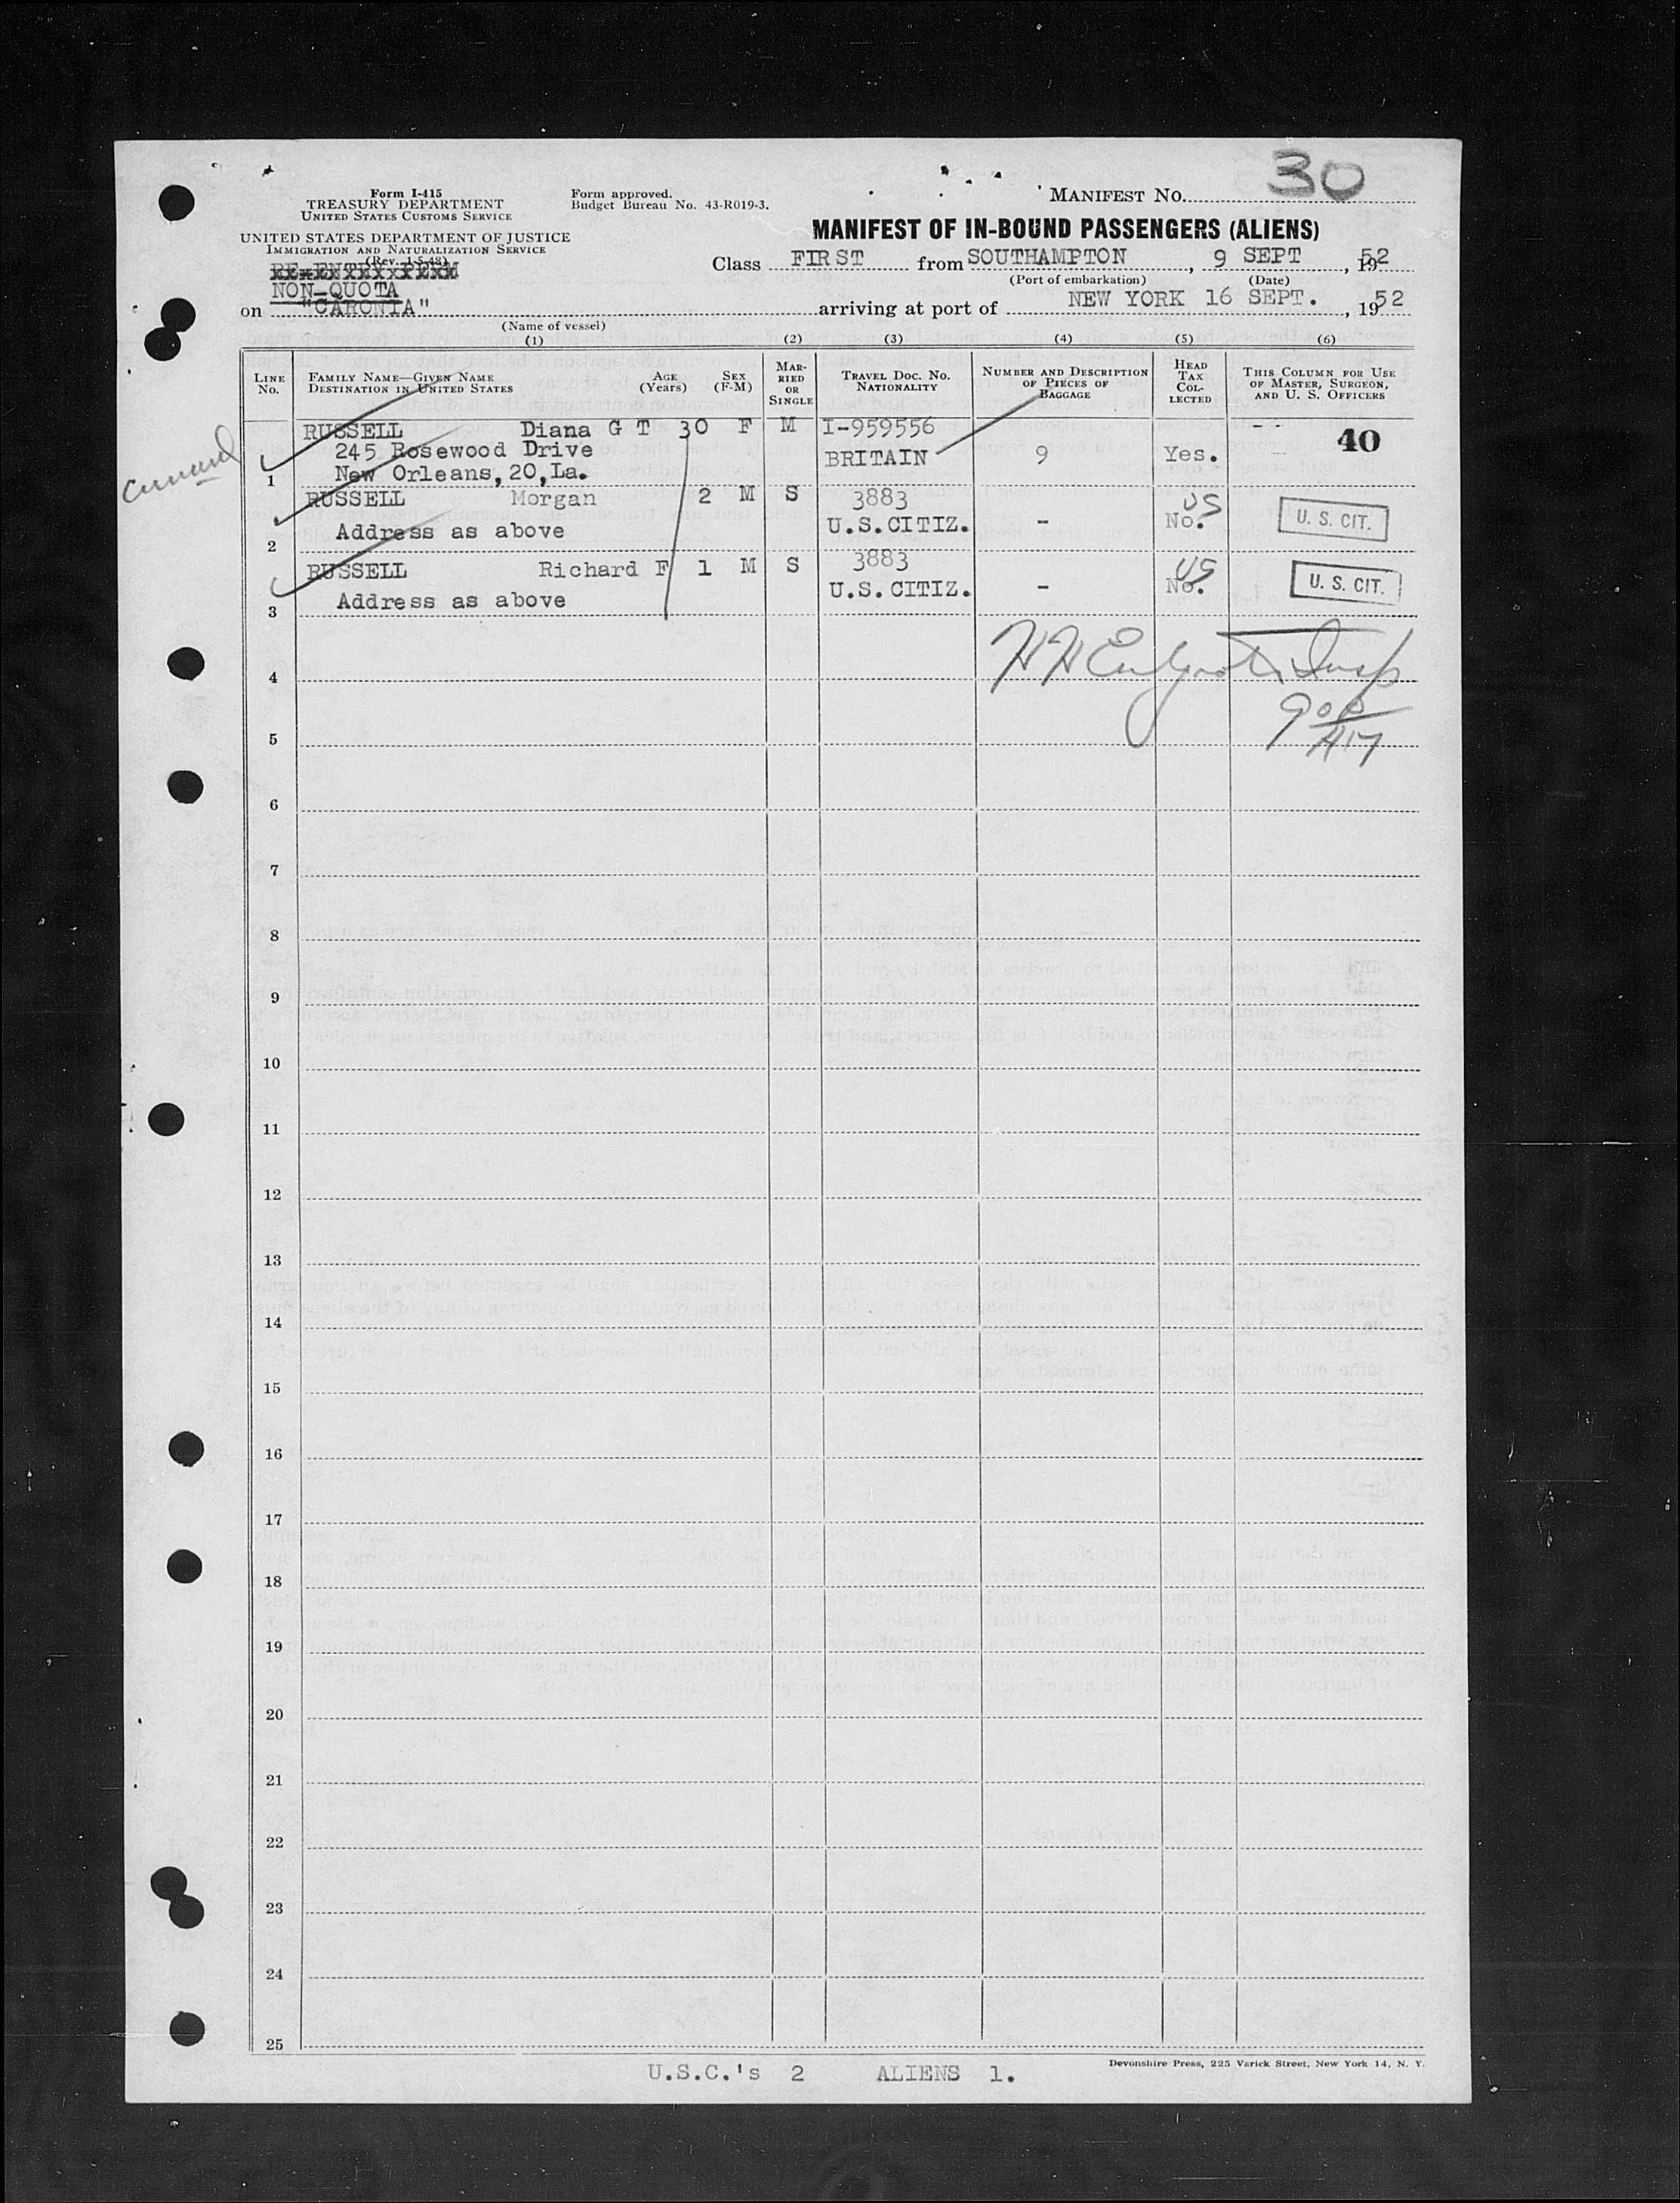 30
Form I-415
TREASURY DEPARTMENT
UNITED STATES CUSTOMS SERVICE
Form approved.
Budget Bureau No. 43-R019-3.
MANIFEST No.
UNITED STATES DEPARTMENT OF JUSTICE
IMMIGRATION AND NATURALIZATION SERVICE
(Rev. 1-5-48)
MANIFEST OF IN-BOUND PASSENGERS (ALIENS)
Class FIRST from SOUTHAMPTON, 9 SEPT, 1952
(Port of embarkation) (Date)
NON-QUOTA
on "CARONIA" arriving at port of NEW YORK 16 SEPT., 1952
(Name of vessel)
(1) (2) (3) (4) (5) (6)
LINE No.
FAMILY NAME—GIVEN NAME
DESTINATION IN UNITED STATES
AGE (Years)
SEX (F-M)
MARRIED OR SINGLE
TRAVEL DOC. No.
NATIONALITY
NUMBER AND DESCRIPTION OF PIECES OF BAGGAGE
HEAD TAX COLLECTED
THIS COLUMN FOR USE OF MASTER, SURGEON, AND U. S. OFFICERS
RUSSELL Diana G T 30 F M I-959556
40
245 Rosewood Drive BRITAIN 9 Yes.
New Orleans, 20, La.
1
RUSSELL Morgan 2 M S 3883 US
Address as above U.S.CITIZ. - No. U. S. CIT.
2
RUSSELL Richard F 1 M S 3883 US
Address as above U.S.CITIZ. - No. U. S. CIT.
3
4
5
6
7
8
9
10
11
12
13
14
15
16
17
18
19
20
21
22
23
24
25
U.S.C.'s 2 ALIENS 1.
Devonshire Press, 225 Varick Street, New York 14, N. Y.